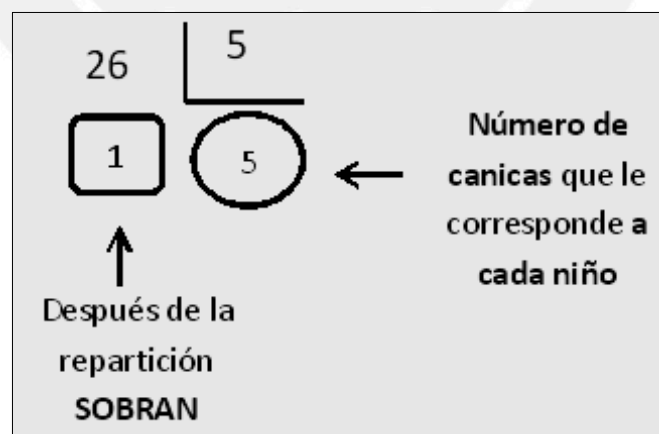 26 5
1 5
Número de
canicas que le
corresponde a
cada niño
Después de la
repartición
SOBRAN